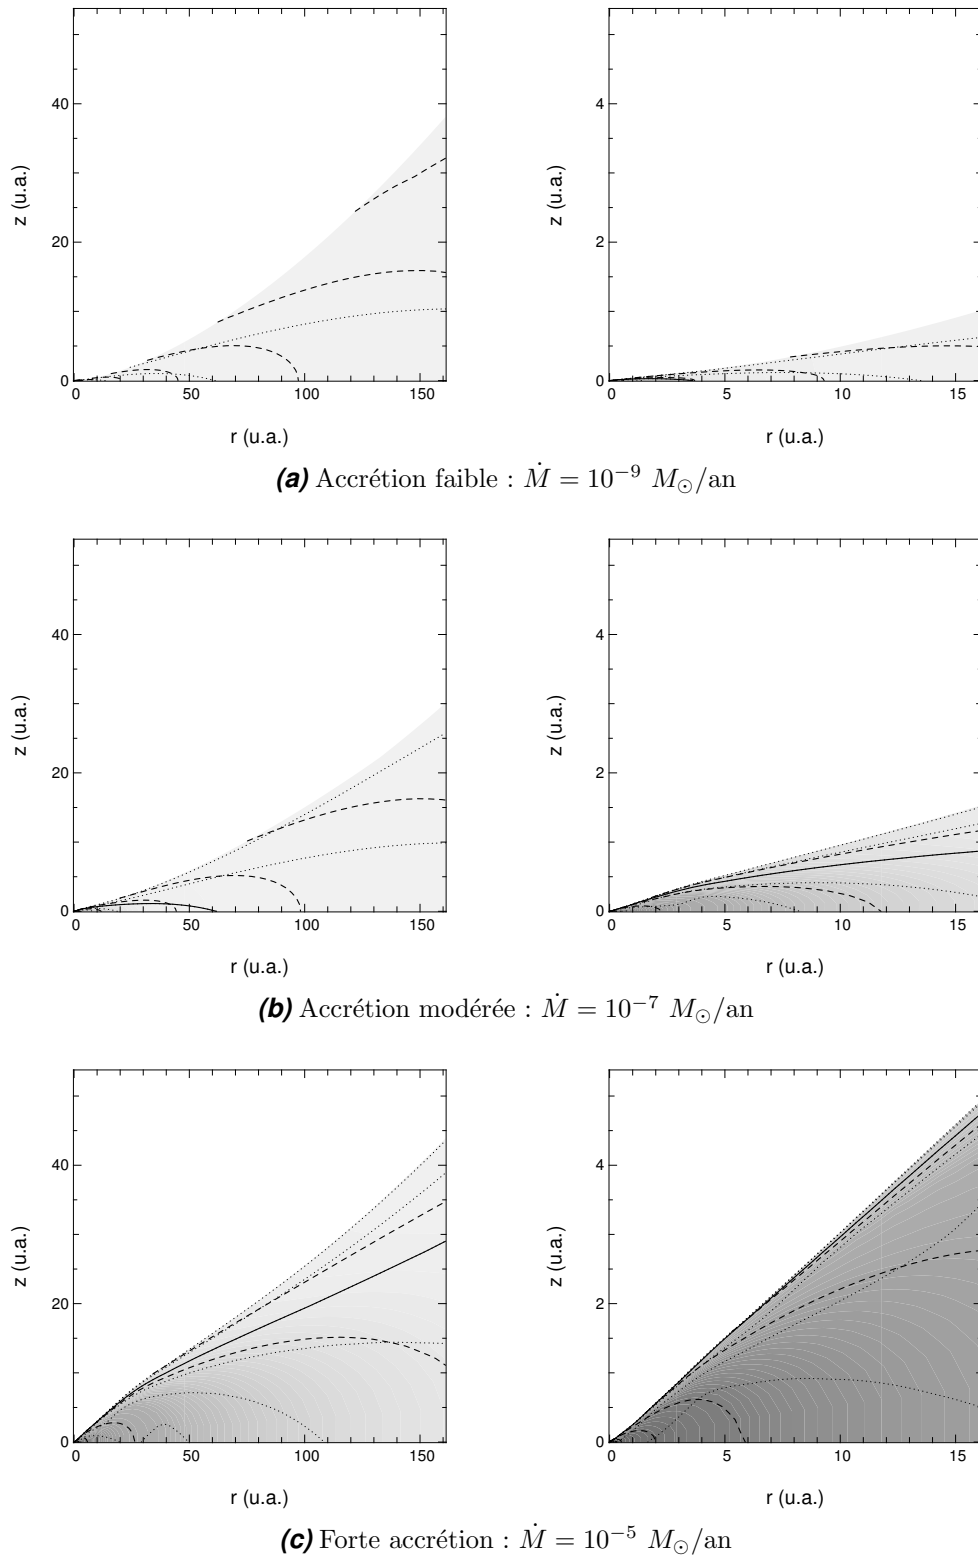 40
20
0
z (u.a.)
0 50 100 150
r (u.a.)
4
2
0
z (u.a.)
0 5 10 15
r (u.a.)
(a) Accrétion faible : Ṁ = 10⁻⁹ M☉/an
40
20
0
z (u.a.)
0 50 100 150
r (u.a.)
4
2
0
z (u.a.)
0 5 10 15
r (u.a.)
(b) Accrétion modérée : Ṁ = 10⁻⁷ M☉/an
40
20
0
z (u.a.)
0 50 100 150
r (u.a.)
4
2
0
z (u.a.)
0 5 10 15
r (u.a.)
(c) Forte accrétion : Ṁ = 10⁻⁵ M☉/an